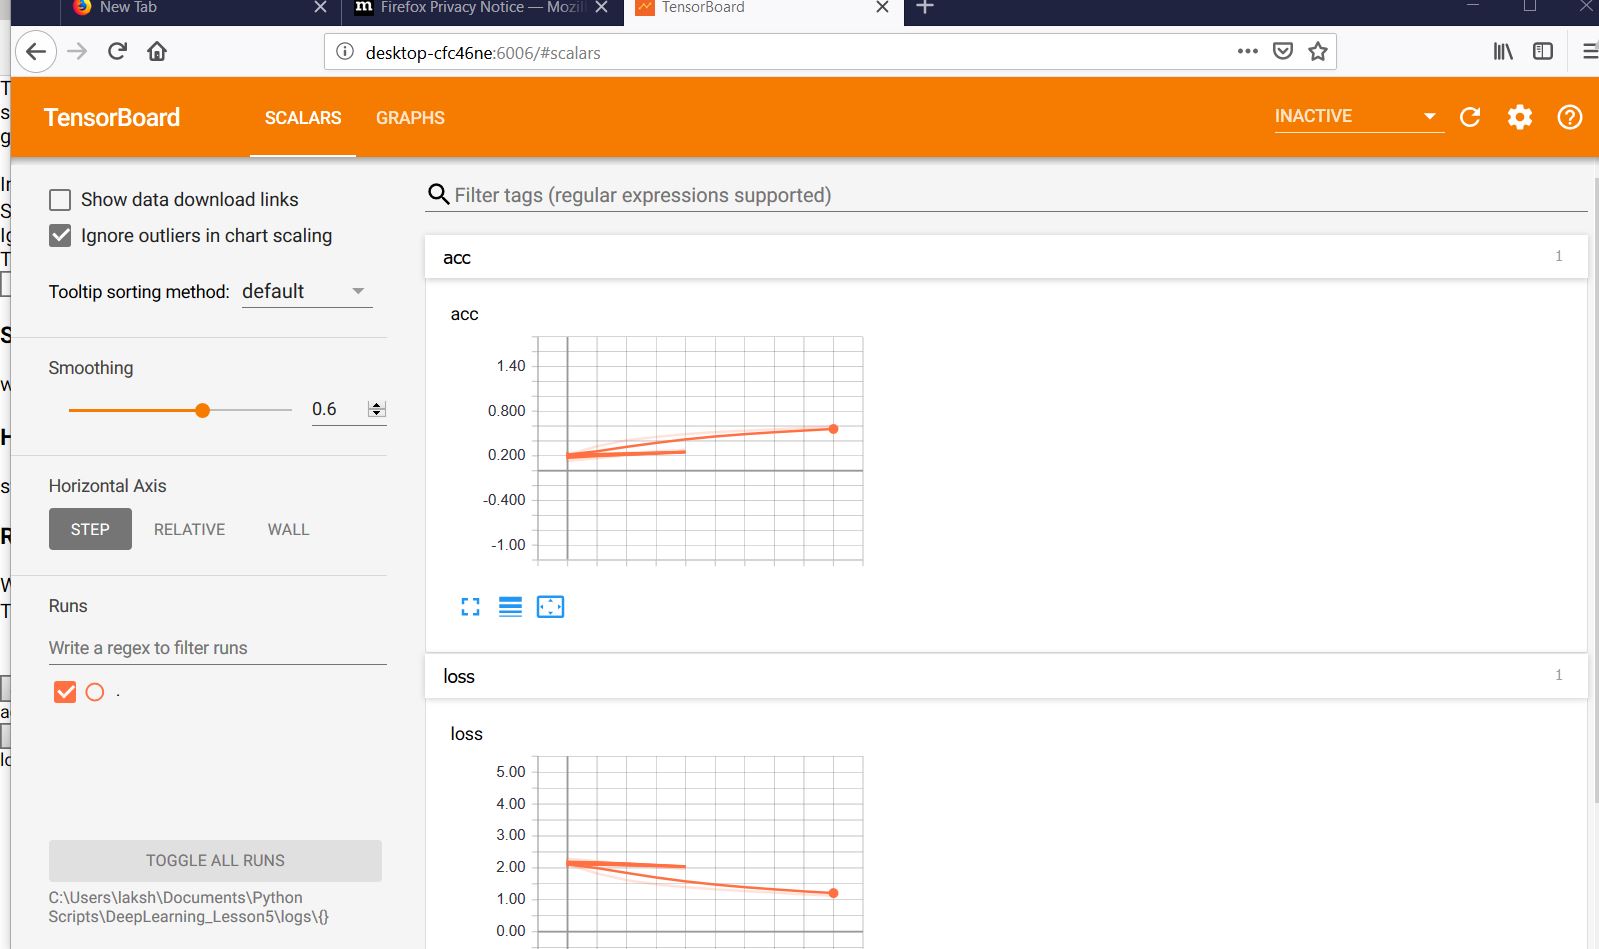 New Tab
Firefox Privacy Notice — Mozil
TensorBoard
desktop-cfc46ne:6006/#scalars
TensorBoard
SCALARS
GRAPHS
INACTIVE
Show data download links
Ignore outliers in chart scaling
Tooltip sorting method: default
Smoothing
0.6
Horizontal Axis
STEP
RELATIVE
WALL
Runs
Write a regex to filter runs
.
TOGGLE ALL RUNS
C:\Users\laksh\Documents\Python
Scripts\DeepLearning_Lesson5\logs\{}
Filter tags (regular expressions supported)
acc
1
acc
1.40
0.800
0.200
-0.400
-1.00
loss
1
loss
5.00
4.00
3.00
2.00
1.00
0.00